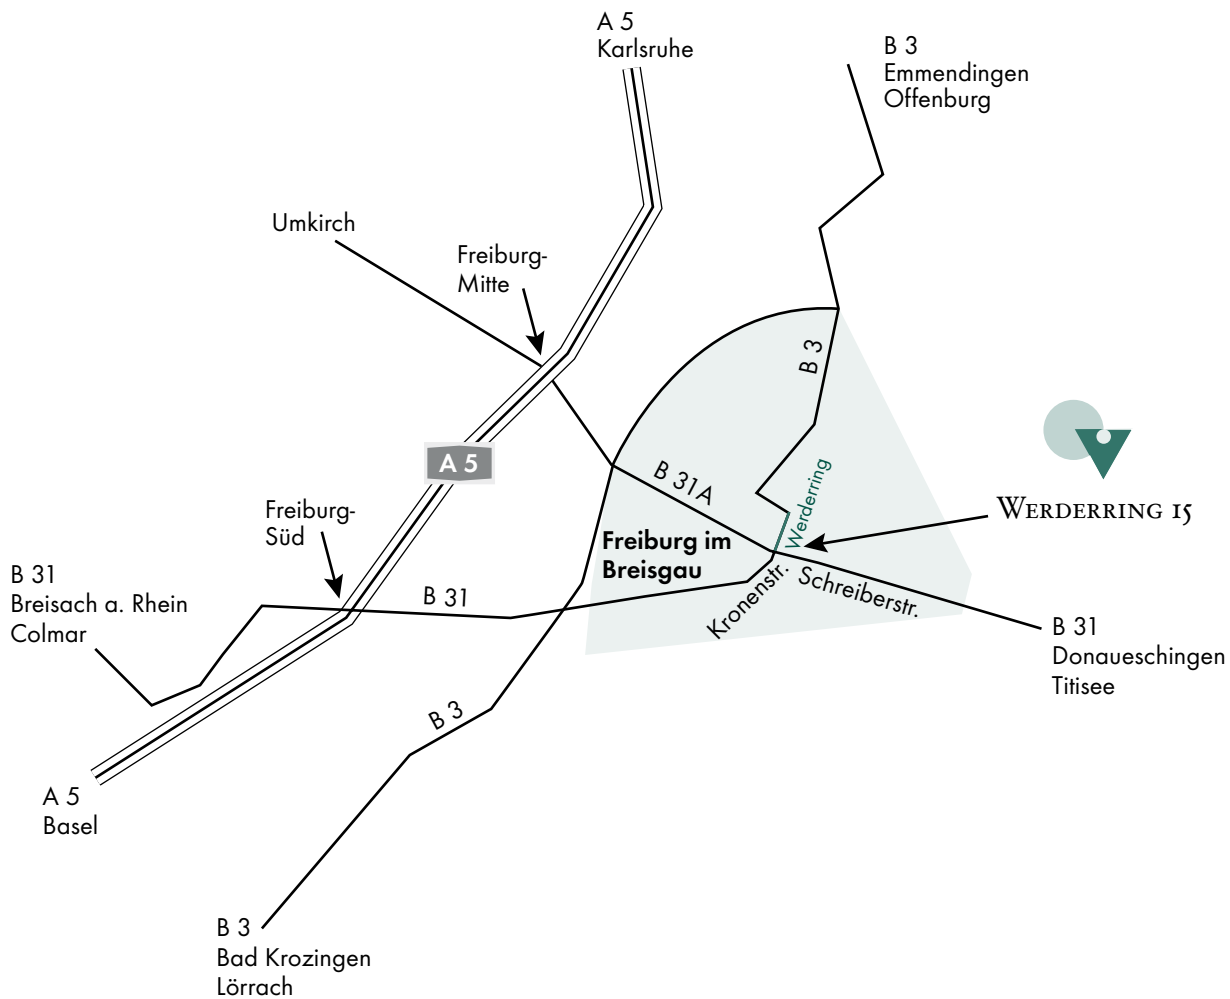 A 5
Karlsruhe
B 3
Emmendingen
Offenburg
Umkirch
Freiburg-
Mitte
B 3
A 5
B 31A
Werderring
WERDERRING 15
Freiburg-
Süd
Freiburg im
Breisgau
B 31
Breisach a. Rhein
Colmar
B 31
Kronenstr.
Schreiberstr.
B 31
Donaueschingen
Titisee
B 3
A 5
Basel
B 3
Bad Krozingen
Lörrach